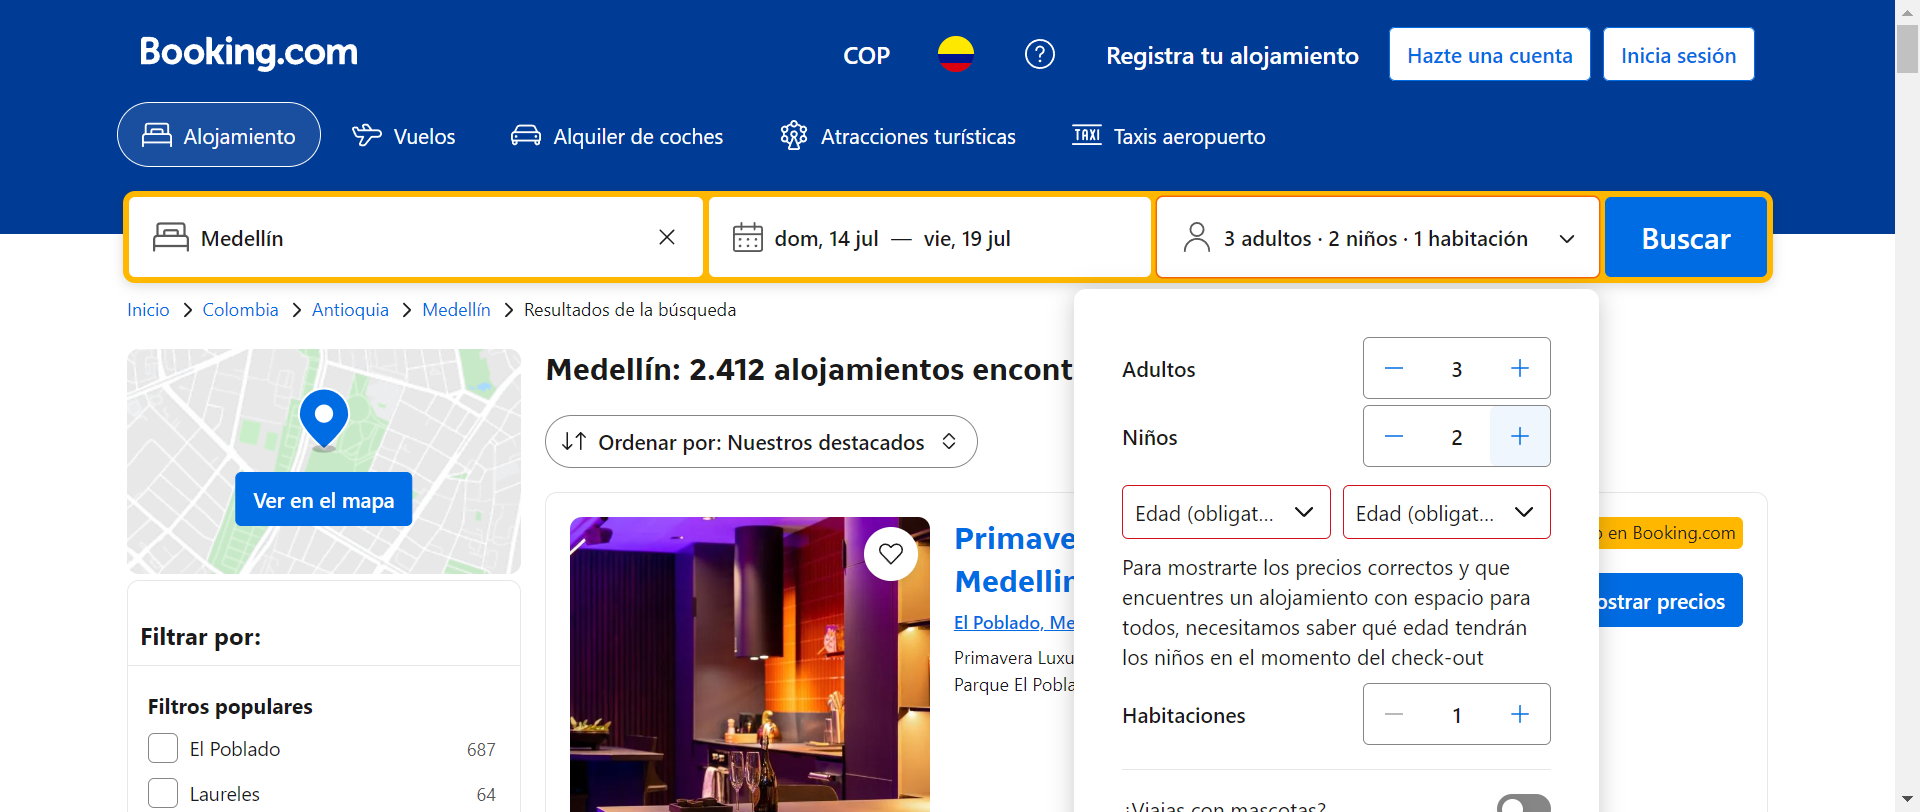 Booking.com
COP
Registra tu alojamiento
Hazte una cuenta
Inicia sesión
Alojamiento
Vuelos
Alquiler de coches
TAXI
Atracciones turísticas
Taxis aeropuerto
Medellín
dom, 14 jul — vie, 19 jul
3 adultos · 2 niños · 1 habitación
Buscar
Inicio > Colombia > Antioquia > Medellín > Resultados de la búsqueda
Ver en el mapa
Filtrar por:
Filtros populares
El Poblado 687
Laureles 64
Medellín: 2.412 alojamientos encont
Ordenar por: Nuestros destacados
Primave
Medellin
El Poblado, Me
Primavera Luxu
Parque El Pobla
en Booking.com
ostrar precios
Adultos 3
Niños 2
Edad (obligat... Edad (obligat...
Para mostrarte los precios correctos y que
encuentres un alojamiento con espacio para
todos, necesitamos saber qué edad tendrán
los niños en el momento del check-out
Habitaciones 1
¿Viajas con mascotas?